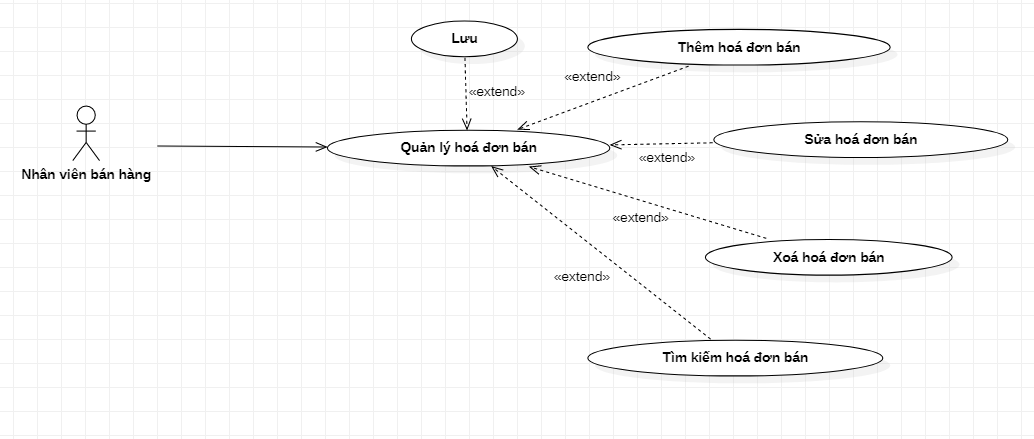 Lưu
Thêm hoá đơn bán
«extend»
«extend»
Sửa hoá đơn bán
Quản lý hoá đơn bán
«extend»
Nhân viên bán hàng
«extend»
Xoá hoá đơn bán
«extend»
Tìm kiếm hoá đơn bán